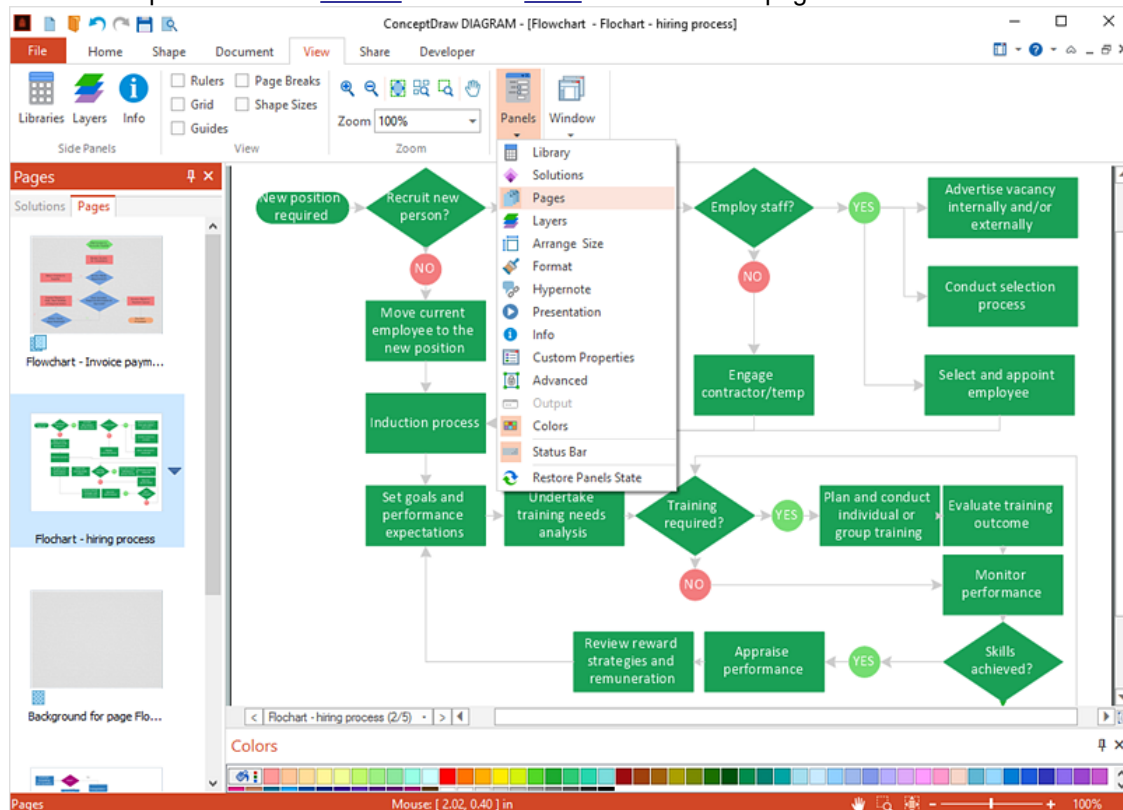 ConceptDraw DIAGRAM - [Flowchart - Flochart - hiring process]
File Home Shape Document View Share Developer
Libraries Layers Info
Rulers Page Breaks
Grid Shape Sizes
Guides
Zoom 100%
Panels Window
Side Panels View Zoom
Library
Solutions
Pages
Layers
Arrange Size
Format
Hypernote
Presentation
Info
Custom Properties
Advanced
Output
Colors
Status Bar
Restore Panels State
Pages
Solutions Pages
Flowchart - Invoice paym...
Flochart - hiring process
Background for page Flo...
New position
required
Recruit new
person?
Employ staff?
YES
Advertise vacancy
internally and/or
externally
NO
NO
Conduct selection
process
Move current
employee to the
new position
Engage
contractor/temp
Select and appoint
employee
Induction process
Set goals and
performance
expectations
Undertake
training needs
analysis
Training
required?
YES
Plan and conduct
individual or
group training
Evaluate training
outcome
NO
Monitor
performance
Review reward
strategies and
remuneration
Appraise
performance
YES
Skills
achieved?
Flochart - hiring process (2/5)
Colors
Pages
Mouse: [ 2.02, 0.40 ] in
100%